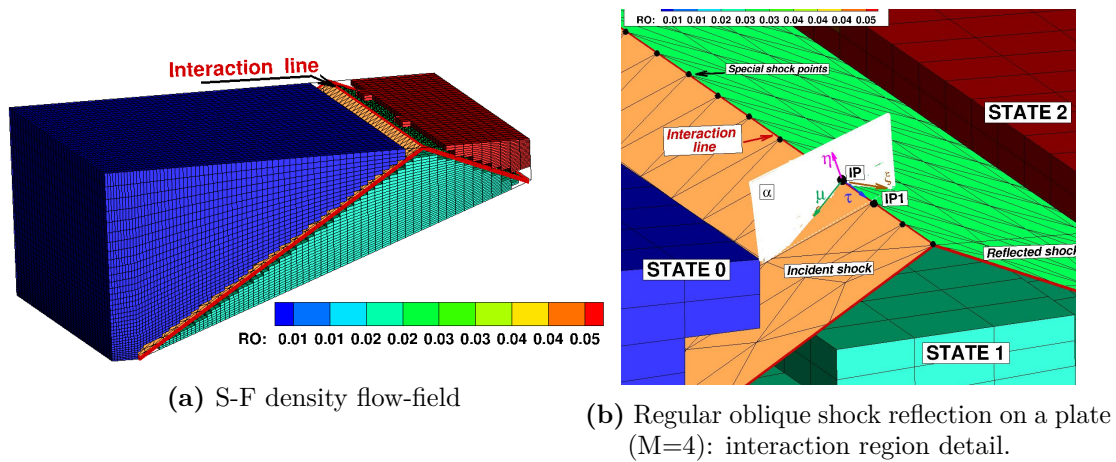 Interaction line
RO: 0.01 0.01 0.02 0.02 0.03 0.03 0.04 0.04 0.05
(a) S-F density flow-field
RO: 0.01 0.01 0.02 0.03 0.03 0.04 0.04 0.04 0.05
Special shock points
STATE 2
Interaction line
η
IP
α
ξ
μ
τ
IP1
STATE 0
Incident shock
Reflected shock
STATE 1
(b) Regular oblique shock reflection on a plate
(M=4): interaction region detail.